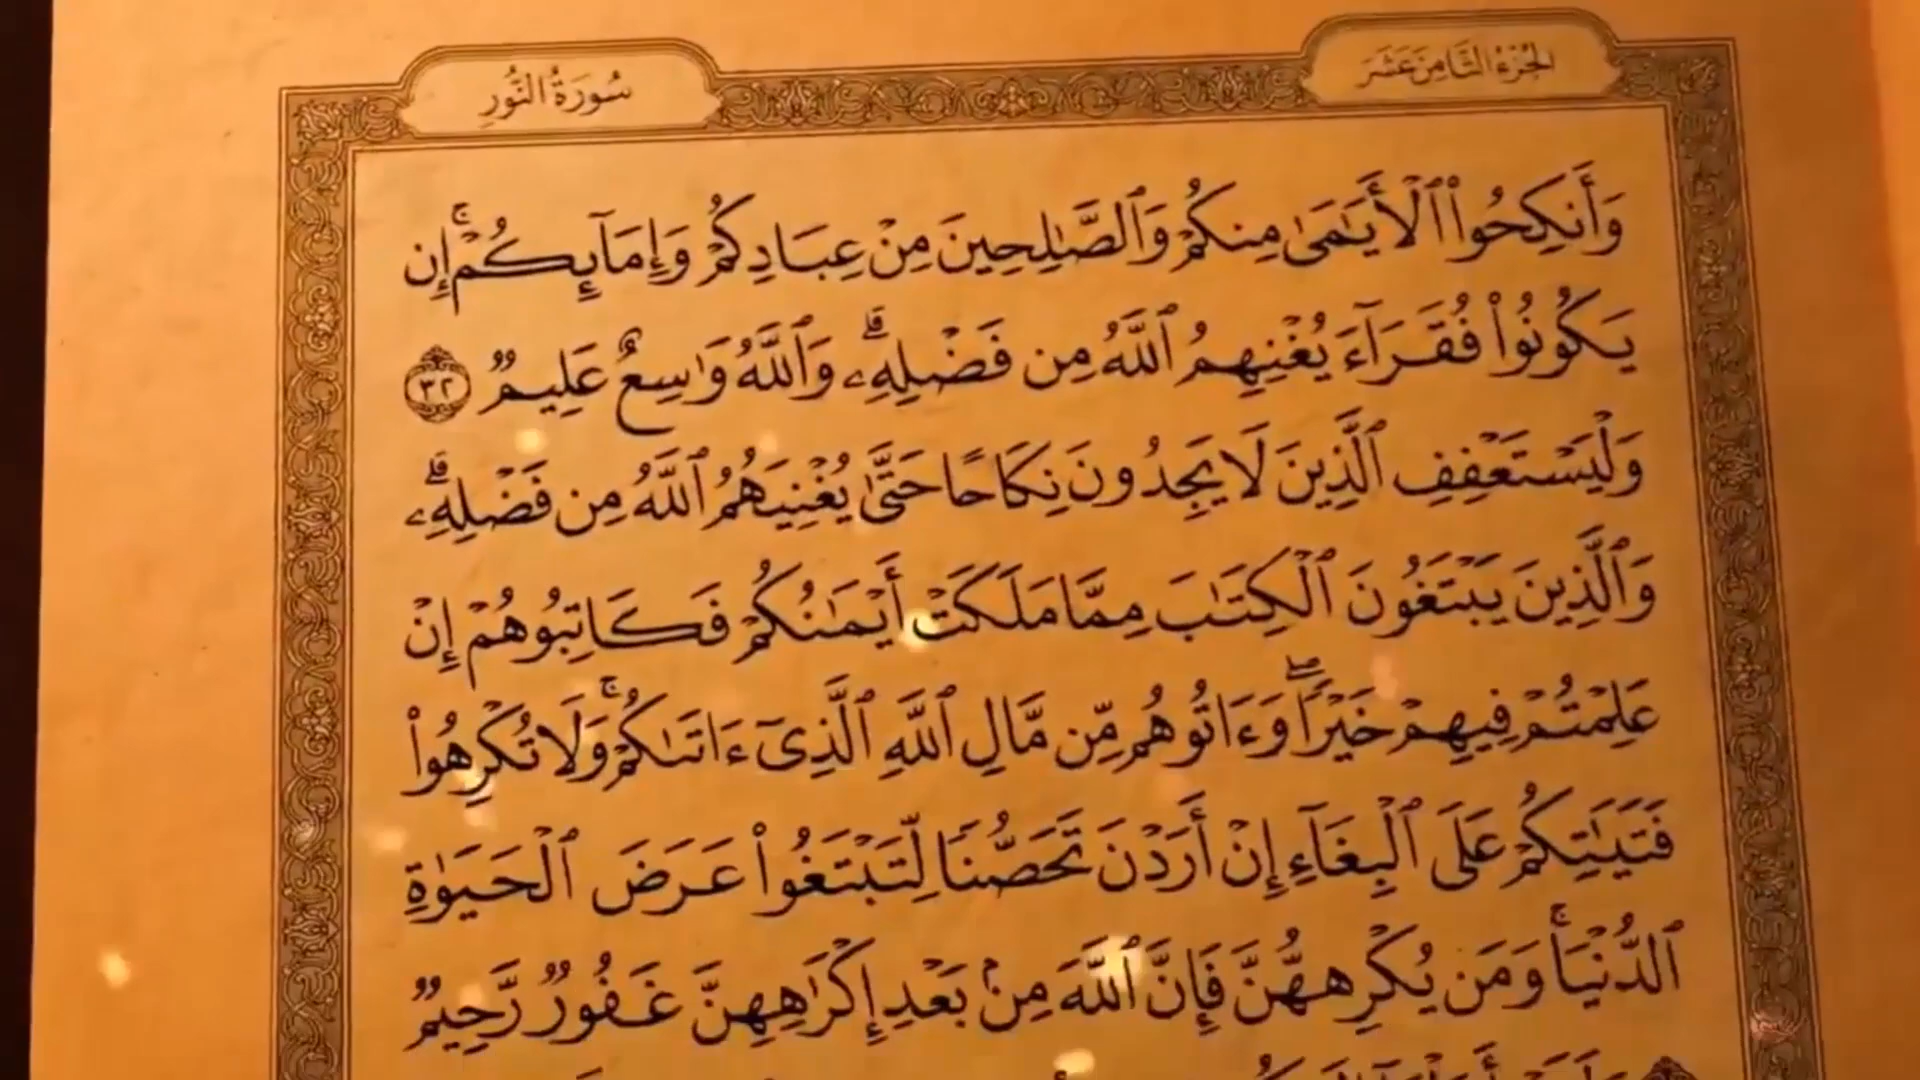 الجزء الثامن عشر
سورة النور
وَأَنكِحُوا۟ ٱلْأَيَـٰمَىٰ مِنكُمْ وَٱلصَّـٰلِحِينَ مِنْ عِبَادِكُمْ وَإِمَآئِكُمْ ۚ إِن
يَكُونُوا۟ فُقَرَآءَ يُغْنِهِمُ ٱللَّهُ مِن فَضْلِهِۦ ۗ وَٱللَّهُ وَٰسِعٌ عَلِيمٌ ٣٢
وَلْيَسْتَعْفِفِ ٱلَّذِينَ لَا يَجِدُونَ نِكَاحًا حَتَّىٰ يُغْنِيَهُمُ ٱللَّهُ مِن فَضْلِهِۦ ۗ
وَٱلَّذِينَ يَبْتَغُونَ ٱلْكِتَـٰبَ مِمَّا مَلَكَتْ أَيْمَـٰنُكُمْ فَكَاتِبُوهُمْ إِنْ
عَلِمْتُمْ فِيهِمْ خَيْرًا ۖ وَءَاتُوهُم مِّن مَّالِ ٱللَّهِ ٱلَّذِىٓ ءَاتَىٰكُمْ ۚ وَلَا تُكْرِهُوا۟
فَتَيَـٰتِكُمْ عَلَى ٱلْبِغَآءِ إِنْ أَرَدْنَ تَحَصُّنًا لِّتَبْتَغُوا۟ عَرَضَ ٱلْحَيَوٰةِ
ٱلدُّنْيَا ۚ وَمَن يُكْرِههُّنَّ فَإِنَّ ٱللَّهَ مِنۢ بَعْدِ إِكْرَٰهِهِنَّ غَفُورٌ رَّحِيمٌ